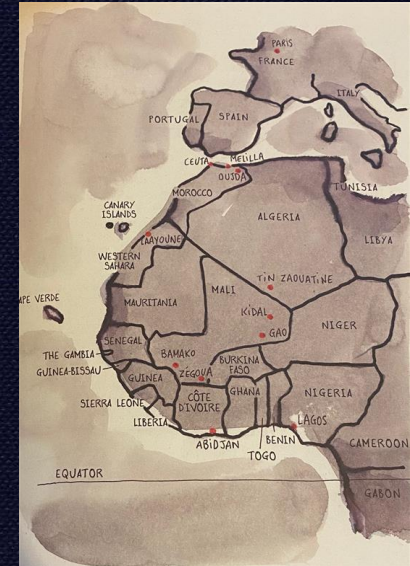 PARIS
FRANCE
ITALY
PORTUGAL
SPAIN
CEUTA
MELILLA
OUJDA
TUNISIA
MOROCCO
CANARY
ISLANDS
ALGERIA
LAAYOUNE
LIBYA
WESTERN
SAHARA
TIN ZAOUATINE
MALI
APE VERDE
MAURITANIA
KIDAL
NIGER
GAO
SENEGAL
THE GAMBIA
BAMAKO
BURKINA
FASO
GUINEA-BISSAU
ZÉGOUA
GUINEA
GHANA
NIGERIA
CÔTE
D'IVOIRE
SIERRA LEONE
LIBERIA
LAGOS
ABIDJAN
BENIN
TOGO
CAMEROON
EQUATOR
GABON